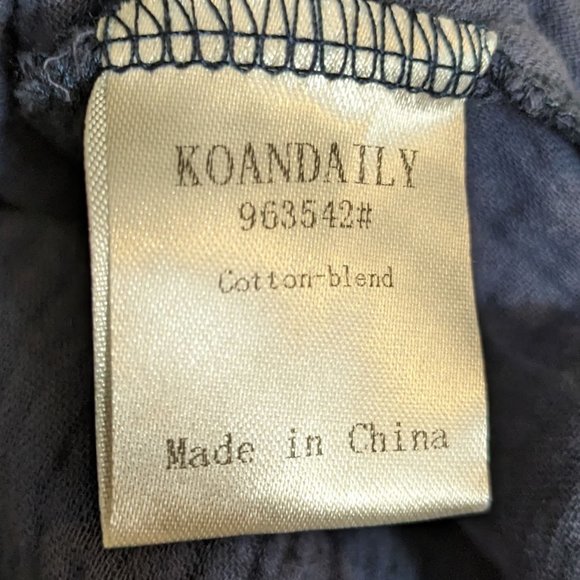 KOANDAILY
963542#
Cotton-blend
Made in China